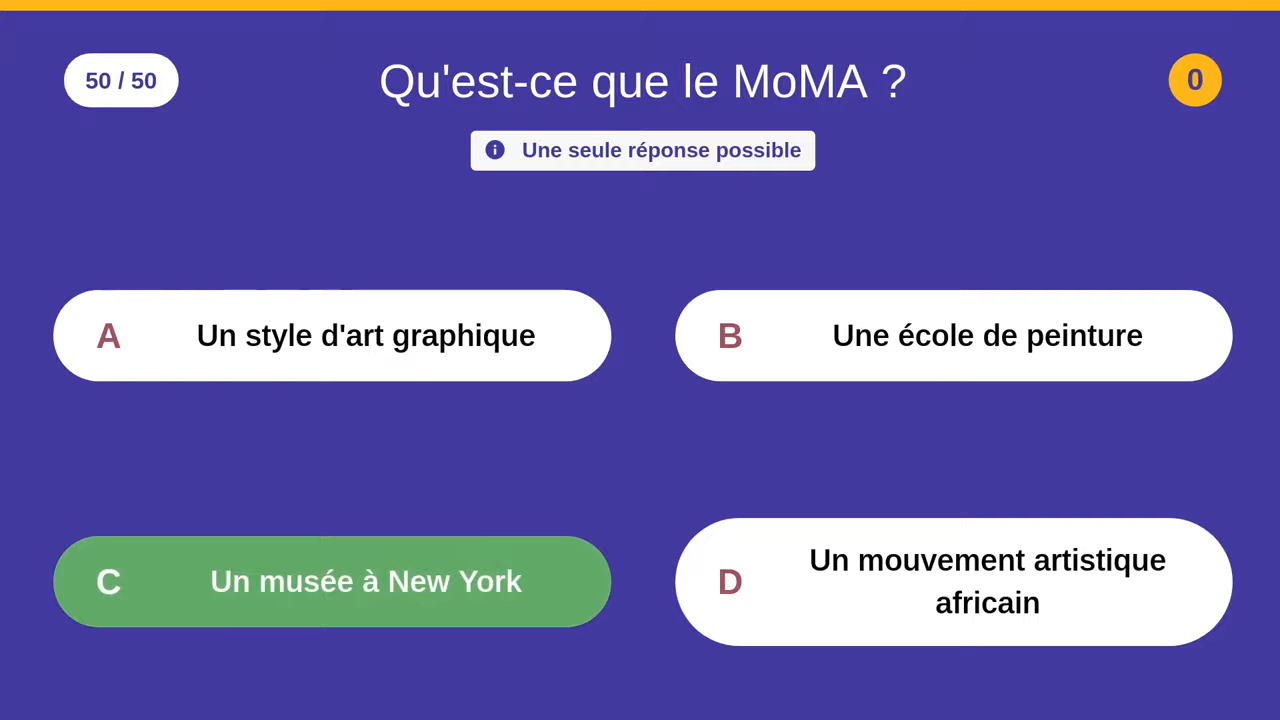 50 / 50
Qu'est-ce que le MoMA ?
0
Une seule réponse possible
A Un style d'art graphique
B Une école de peinture
C Un musée à New York
D Un mouvement artistique
africain